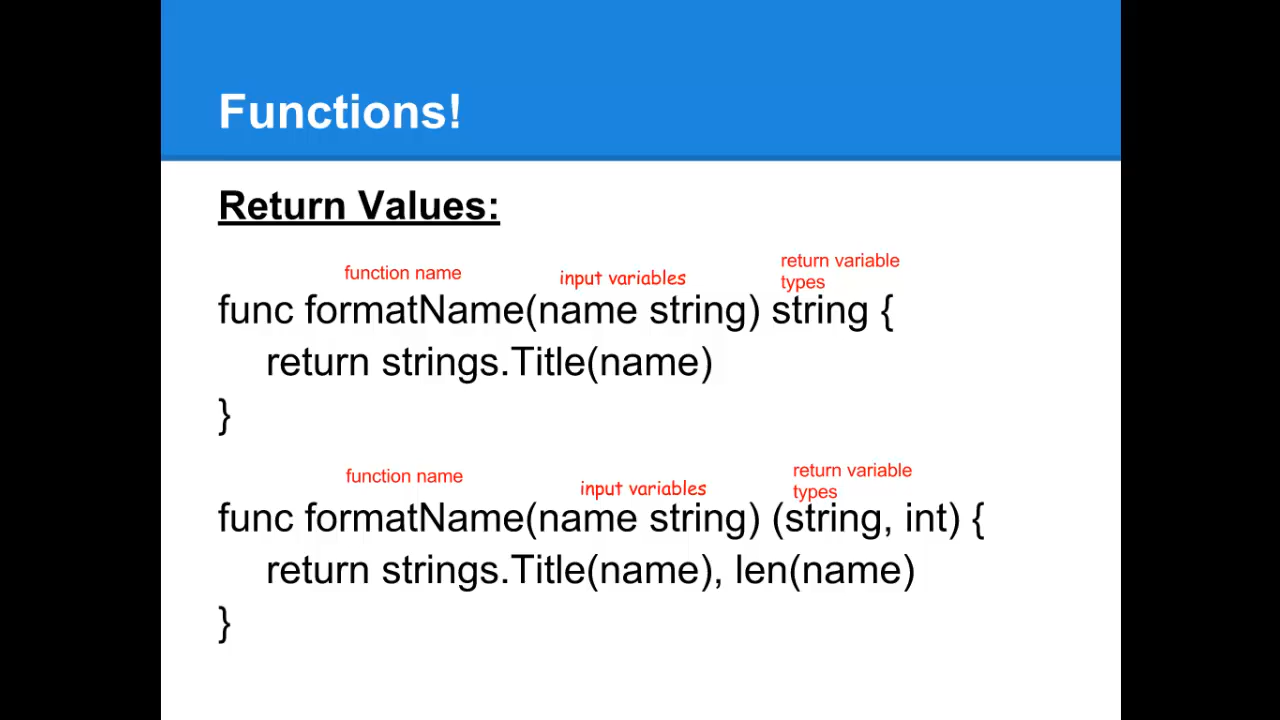 Functions!
Return Values:
function name input variables return variable types
func formatName(name string) string {
return strings.Title(name)
}
function name input variables return variable types
func formatName(name string) (string, int) {
return strings.Title(name), len(name)
}